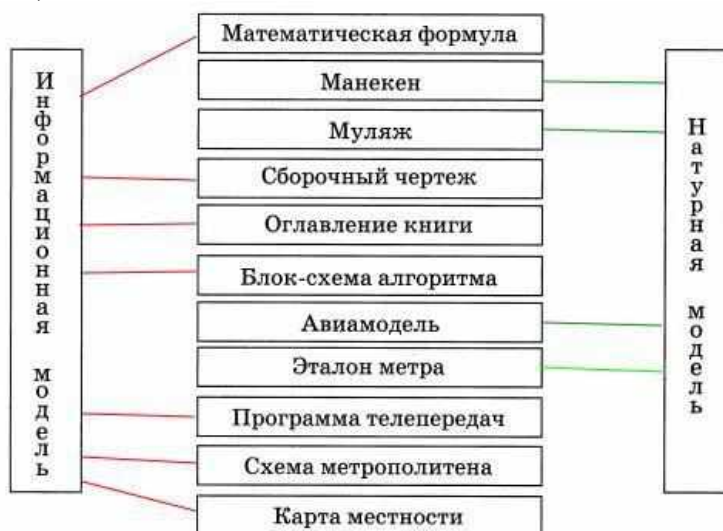 Информационная модель
Математическая формула
Манекен
Муляж
Сборочный чертеж
Оглавление книги
Блок-схема алгоритма
Авиамодель
Эталон метра
Программа телепередач
Схема метрополитена
Карта местности
Натурная модель